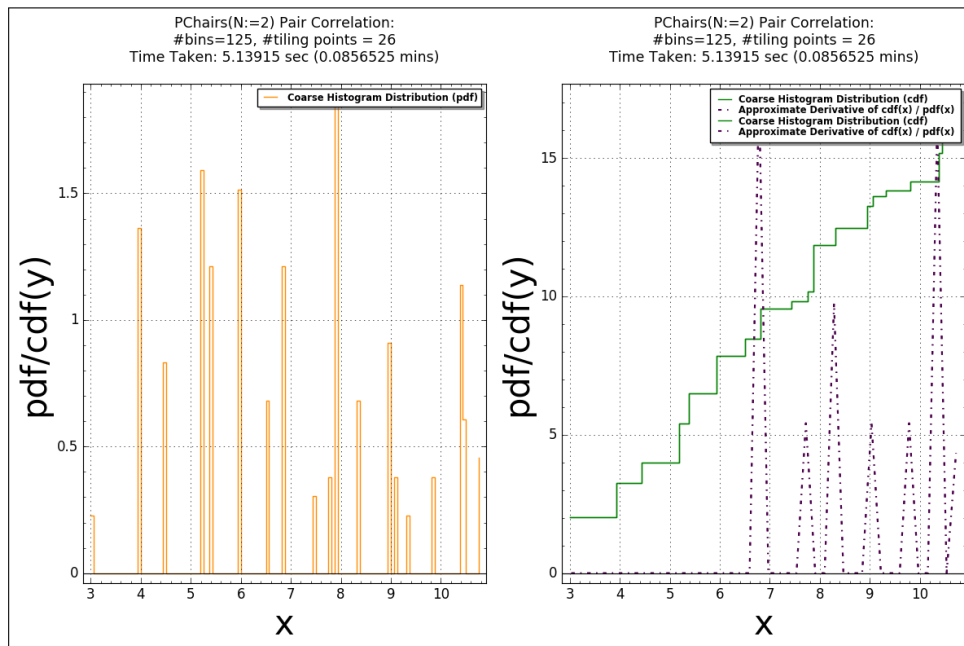 PChairs(N:=2) Pair Correlation:
#bins=125, #tiling points = 26
Time Taken: 5.13915 sec (0.0856525 mins)
Coarse Histogram Distribution (pdf)
1.5
1
0.5
0
3 4 5 6 7 8 9 10
x
pdf/cdf(y)
PChairs(N:=2) Pair Correlation:
#bins=125, #tiling points = 26
Time Taken: 5.13915 sec (0.0856525 mins)
Coarse Histogram Distribution (cdf)
Approximate Derivative of cdf(x) / pdf(x)
Coarse Histogram Distribution (cdf)
Approximate Derivative of cdf(x) / pdf(x)
15
10
5
0
3 4 5 6 7 8 9 10
x
pdf/cdf(y)